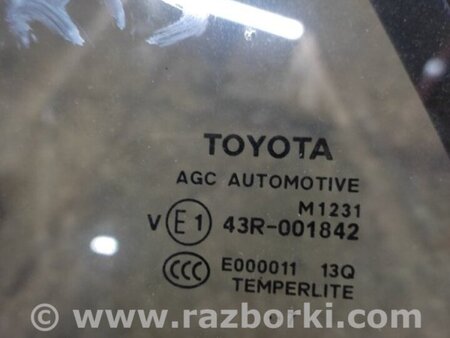 TOYOTA
AGC AUTOMOTIVE
M1231
V E1 43R-001842
CCC E000011 13Q
TEMPERLITE
© www.razborki.com